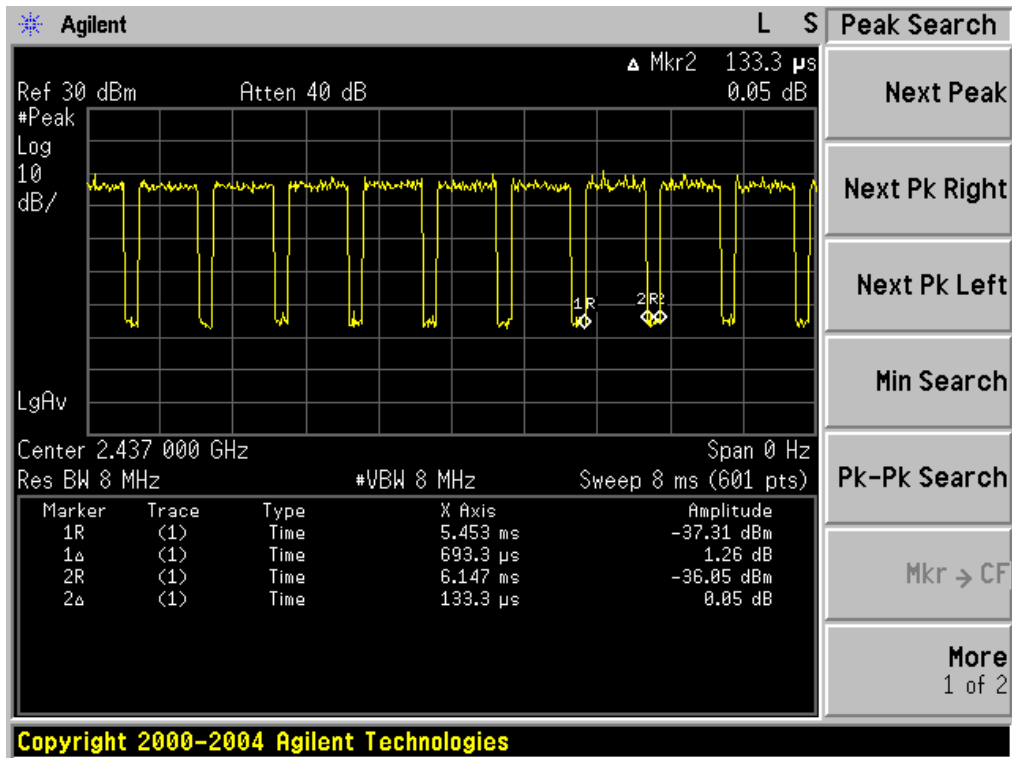 Agilent L S Peak Search
Δ Mkr2 133.3 µs
Ref 30 dBm Atten 40 dB 0.05 dB
#Peak
Log
10
dB/
1 R
2 R
LgAv
Center 2.437 000 GHz Span 0 Hz
Res BW 8 MHz #VBW 8 MHz Sweep 8 ms (601 pts)
Marker Trace Type X Axis Amplitude
1R (1) Time 5.453 ms -37.31 dBm
1Δ (1) Time 693.3 µs 1.26 dB
2R (1) Time 6.147 ms -36.05 dBm
2Δ (1) Time 133.3 µs 0.05 dB
Next Peak
Next Pk Right
Next Pk Left
Min Search
Pk-Pk Search
Mkr → CF
More
1 of 2
Copyright 2000-2004 Agilent Technologies